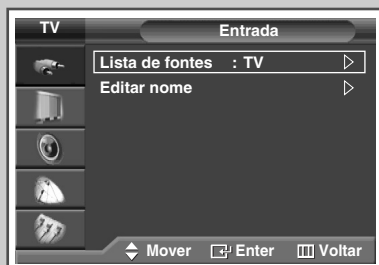 TV Entrada
Lista de fontes : TV
Editar nome
Mover Enter Voltar